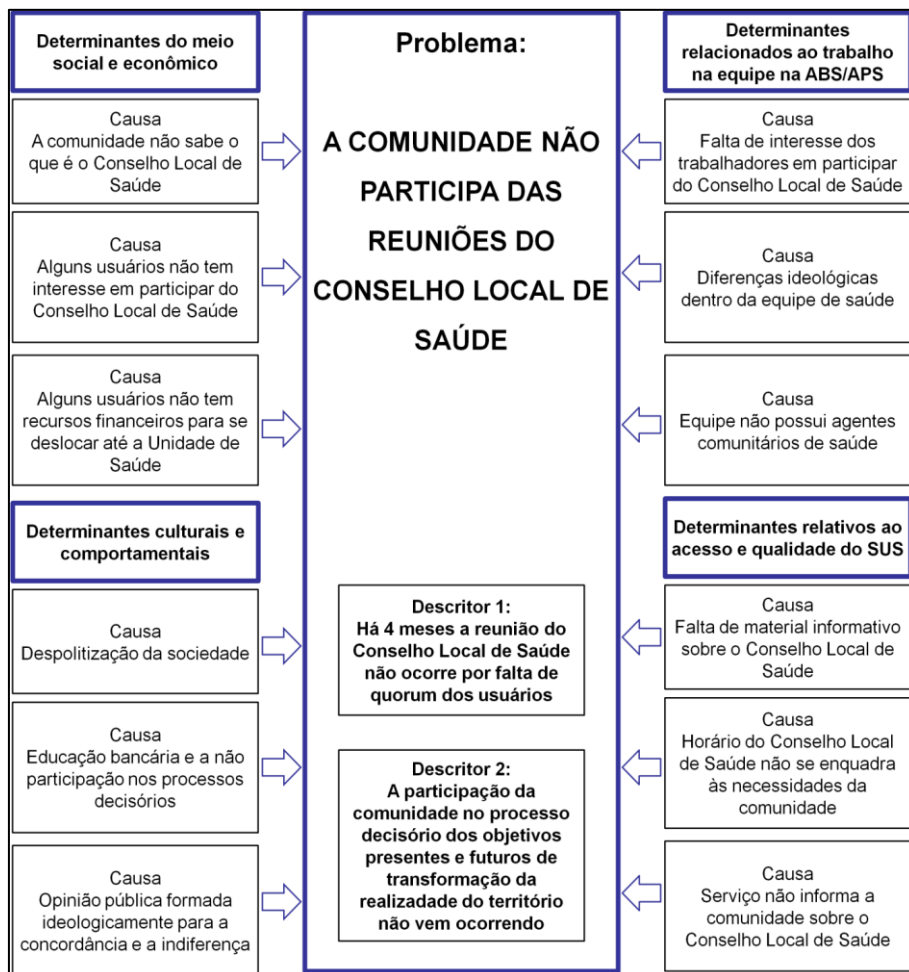 Determinantes do meio
social e econômico
Causa
A comunidade não sabe o
que é o Conselho Local de
Saúde
Causa
Alguns usuários não tem
interesse em participar do
Conselho Local de Saúde
Causa
Alguns usuários não tem
recursos financeiros para se
deslocar até a Unidade de
Saúde
Determinantes culturais e
comportamentais
Causa
Despolitização da sociedade
Causa
Educação bancária e a não
participação nos processos
decisórios
Causa
Opinião pública formada
ideologicamente para a
concordância e a indiferença
Problema:
A COMUNIDADE NÃO
PARTICIPA DAS
REUNIÕES DO
CONSELHO LOCAL DE
SAÚDE
Descritor 1:
Há 4 meses a reunião do
Conselho Local de Saúde
não ocorre por falta de
quorum dos usuários
Descritor 2:
A participação da
comunidade no processo
decisório dos objetivos
presentes e futuros de
transformação da
realizadade do território
não vem ocorrendo
Determinantes
relacionados ao trabalho
na equipe na ABS/APS
Causa
Falta de interesse dos
trabalhadores em participar
do Conselho Local de Saúde
Causa
Diferenças ideológicas
dentro da equipe de saúde
Causa
Equipe não possui agentes
comunitários de saúde
Determinantes relativos ao
acesso e qualidade do SUS
Causa
Falta de material informativo
sobre o Conselho Local de
Saúde
Causa
Horário do Conselho Local
de Saúde não se enquadra
às necessidades da
comunidade
Causa
Serviço não informa a
comunidade sobre o
Conselho Local de Saúde